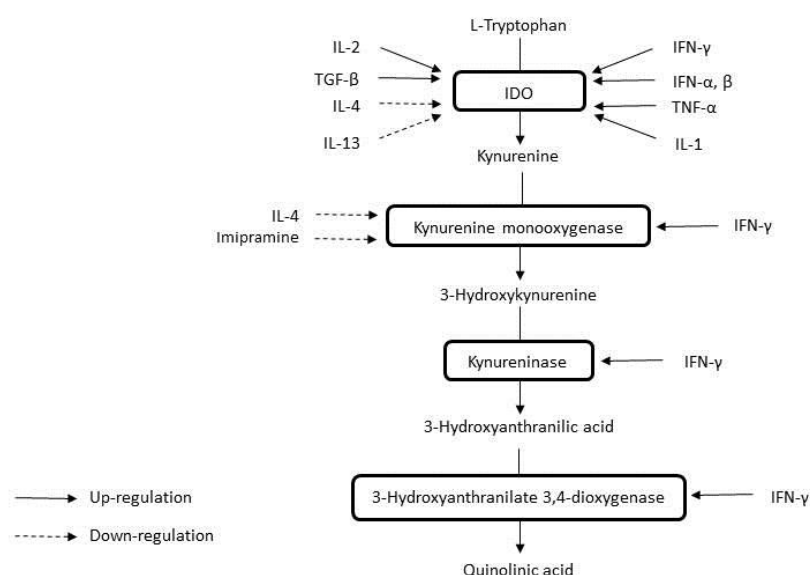 L-Tryptophan
IL-2
IFN-γ
TGF-β
IFN-α, β
IDO
IL-4
TNF-α
IL-13
IL-1
Kynurenine
IL-4
Imipramine
Kynurenine monooxygenase
IFN-γ
3-Hydroxykynurenine
Kynureninase
IFN-γ
3-Hydroxyanthranilic acid
3-Hydroxyanthranilate 3,4-dioxygenase
IFN-γ
Up-regulation
Down-regulation
Quinolinic acid